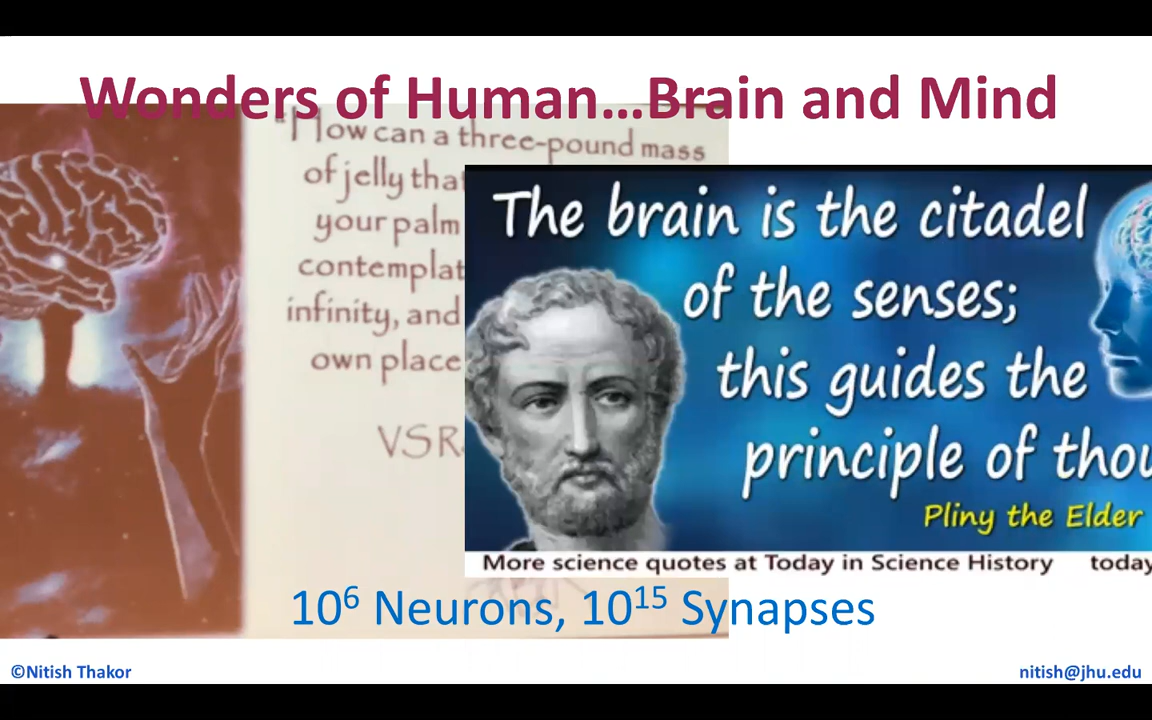 Wonders of Human...Brain and Mind
"How can a three-pound mass
of jelly tha
your palm
contemplat
infinity, and
own place
VSR
The brain is the citadel
of the senses;
this guides the
principle of thou
Pliny the Elder
More science quotes at Today in Science History today
10⁶ Neurons, 10¹⁵ Synapses
©Nitish Thakor
nitish@jhu.edu